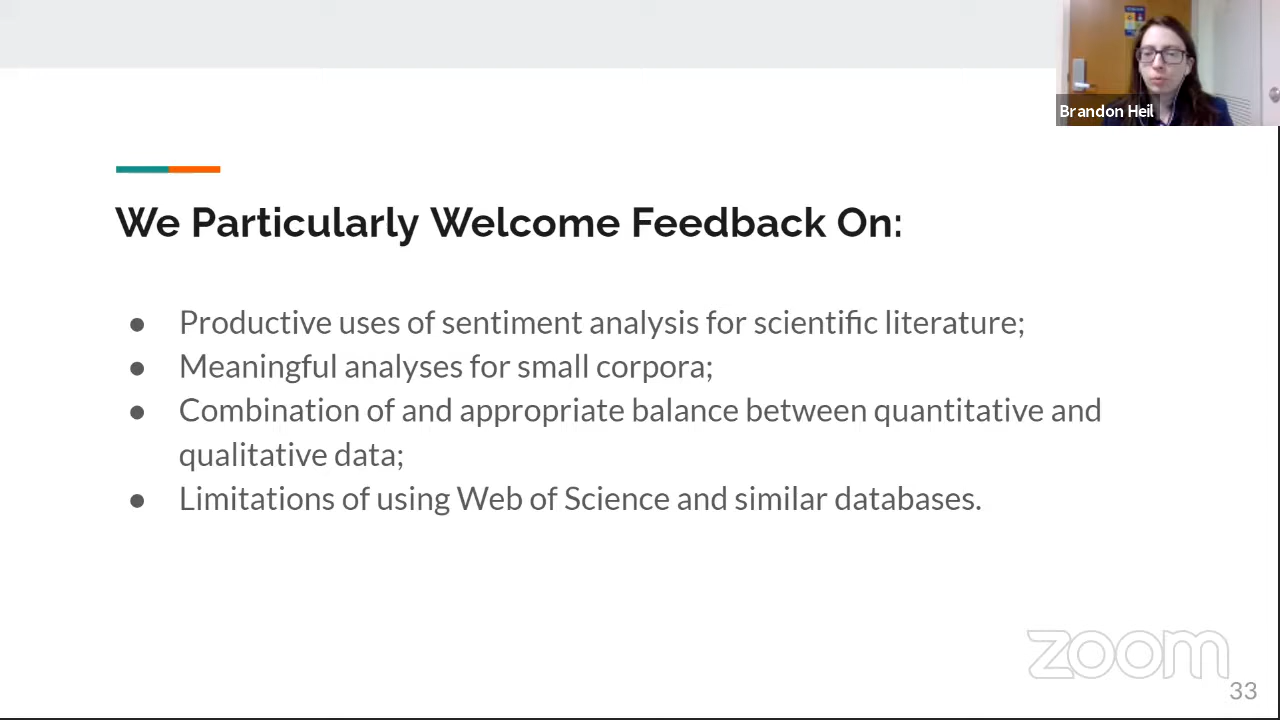 Brandon Heil
We Particularly Welcome Feedback On:
● Productive uses of sentiment analysis for scientific literature;
● Meaningful analyses for small corpora;
● Combination of and appropriate balance between quantitative and
qualitative data;
● Limitations of using Web of Science and similar databases.
zoom
33